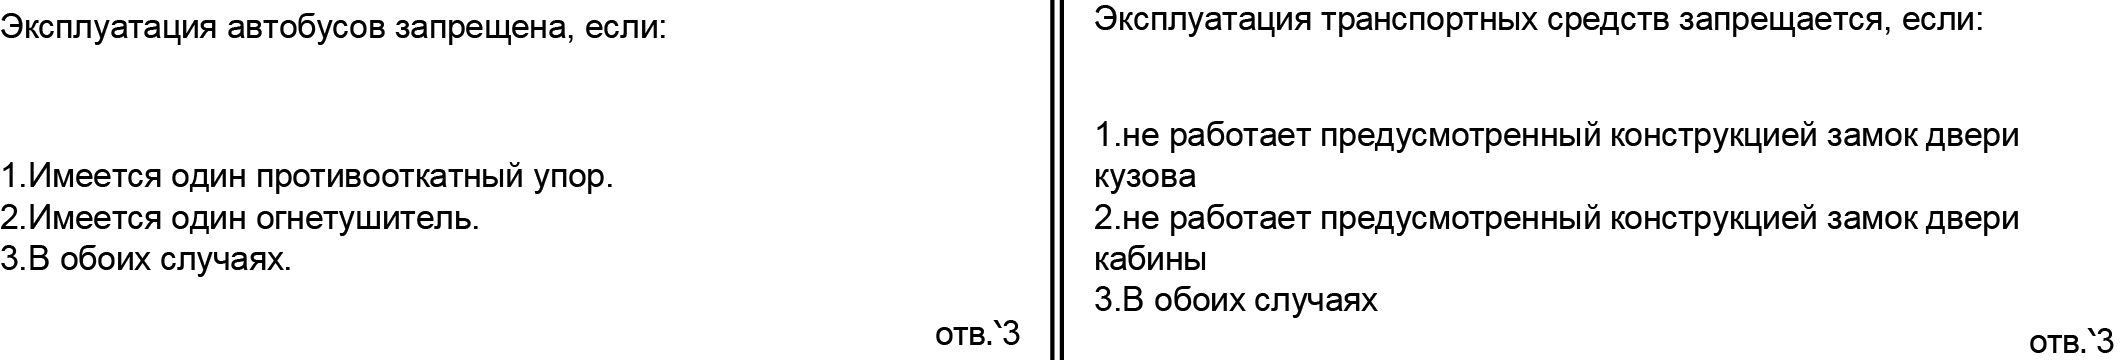 Эксплуатация автобусов запрещена, если:
1.Имеется один противооткатный упор.
2.Имеется один огнетушитель.
3.В обоих случаях.
отв.`3
Эксплуатация транспортных средств запрещается, если:
1.не работает предусмотренный конструкцией замок двери
кузова
2.не работает предусмотренный конструкцией замок двери
кабины
3.В обоих случаях
отв.`3